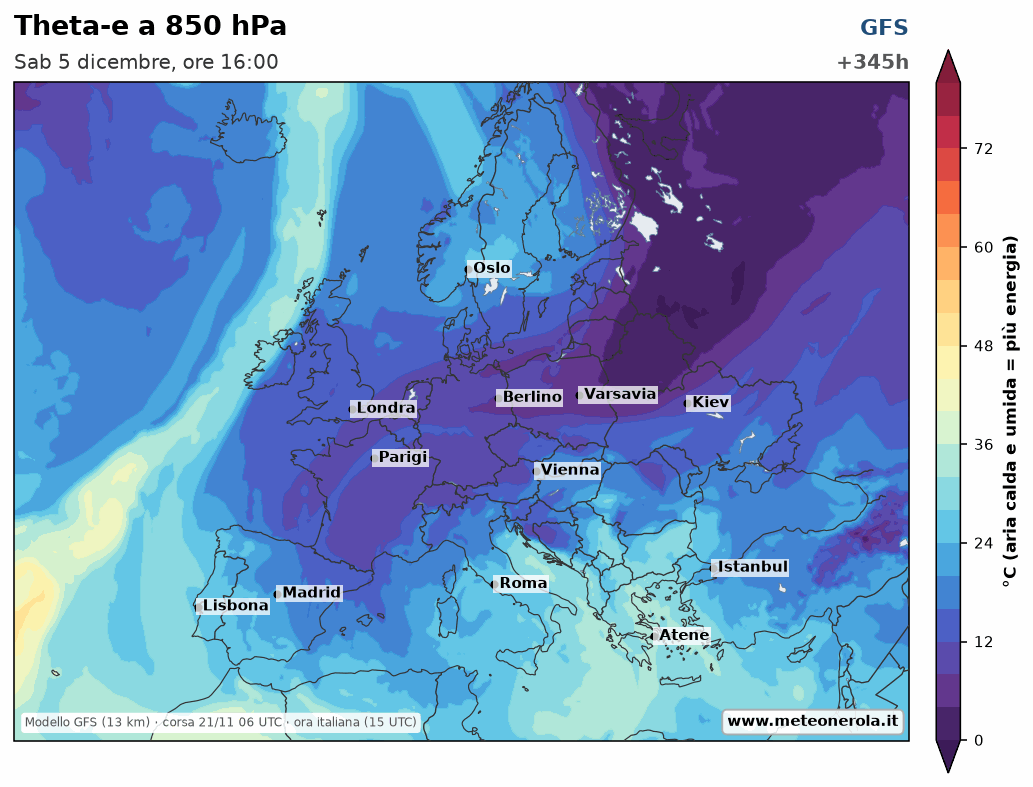 Theta-e a 850 hPa
GFS
Sab 5 dicembre, ore 16:00
+345h
72
60
48
36
24
12
0
°C (aria calda e umida = più energia)
Oslo
Londra
Berlino
Varsavia
Kiev
Parigi
Vienna
Istanbul
Lisbona
Madrid
Roma
Atene
Modello GFS (13 km) · corsa 21/11 06 UTC · ora italiana (15 UTC)
www.meteonerola.it